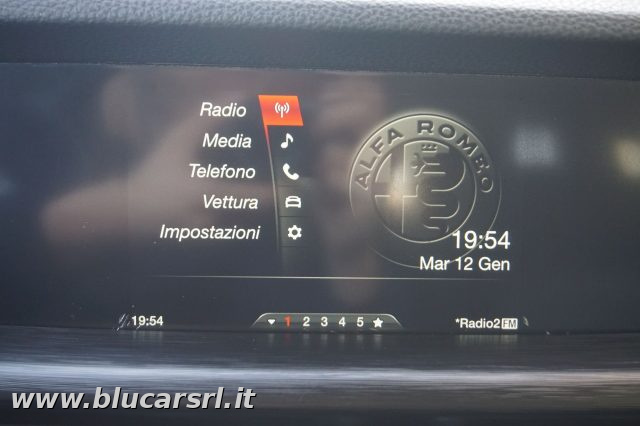 Radio
Media
Telefono
Vettura
Impostazioni
ALFA ROMEO
19:54
Mar 12 Gen
19:54
1 2 3 4 5
*Radio2 FM
www.blucarsrl.it